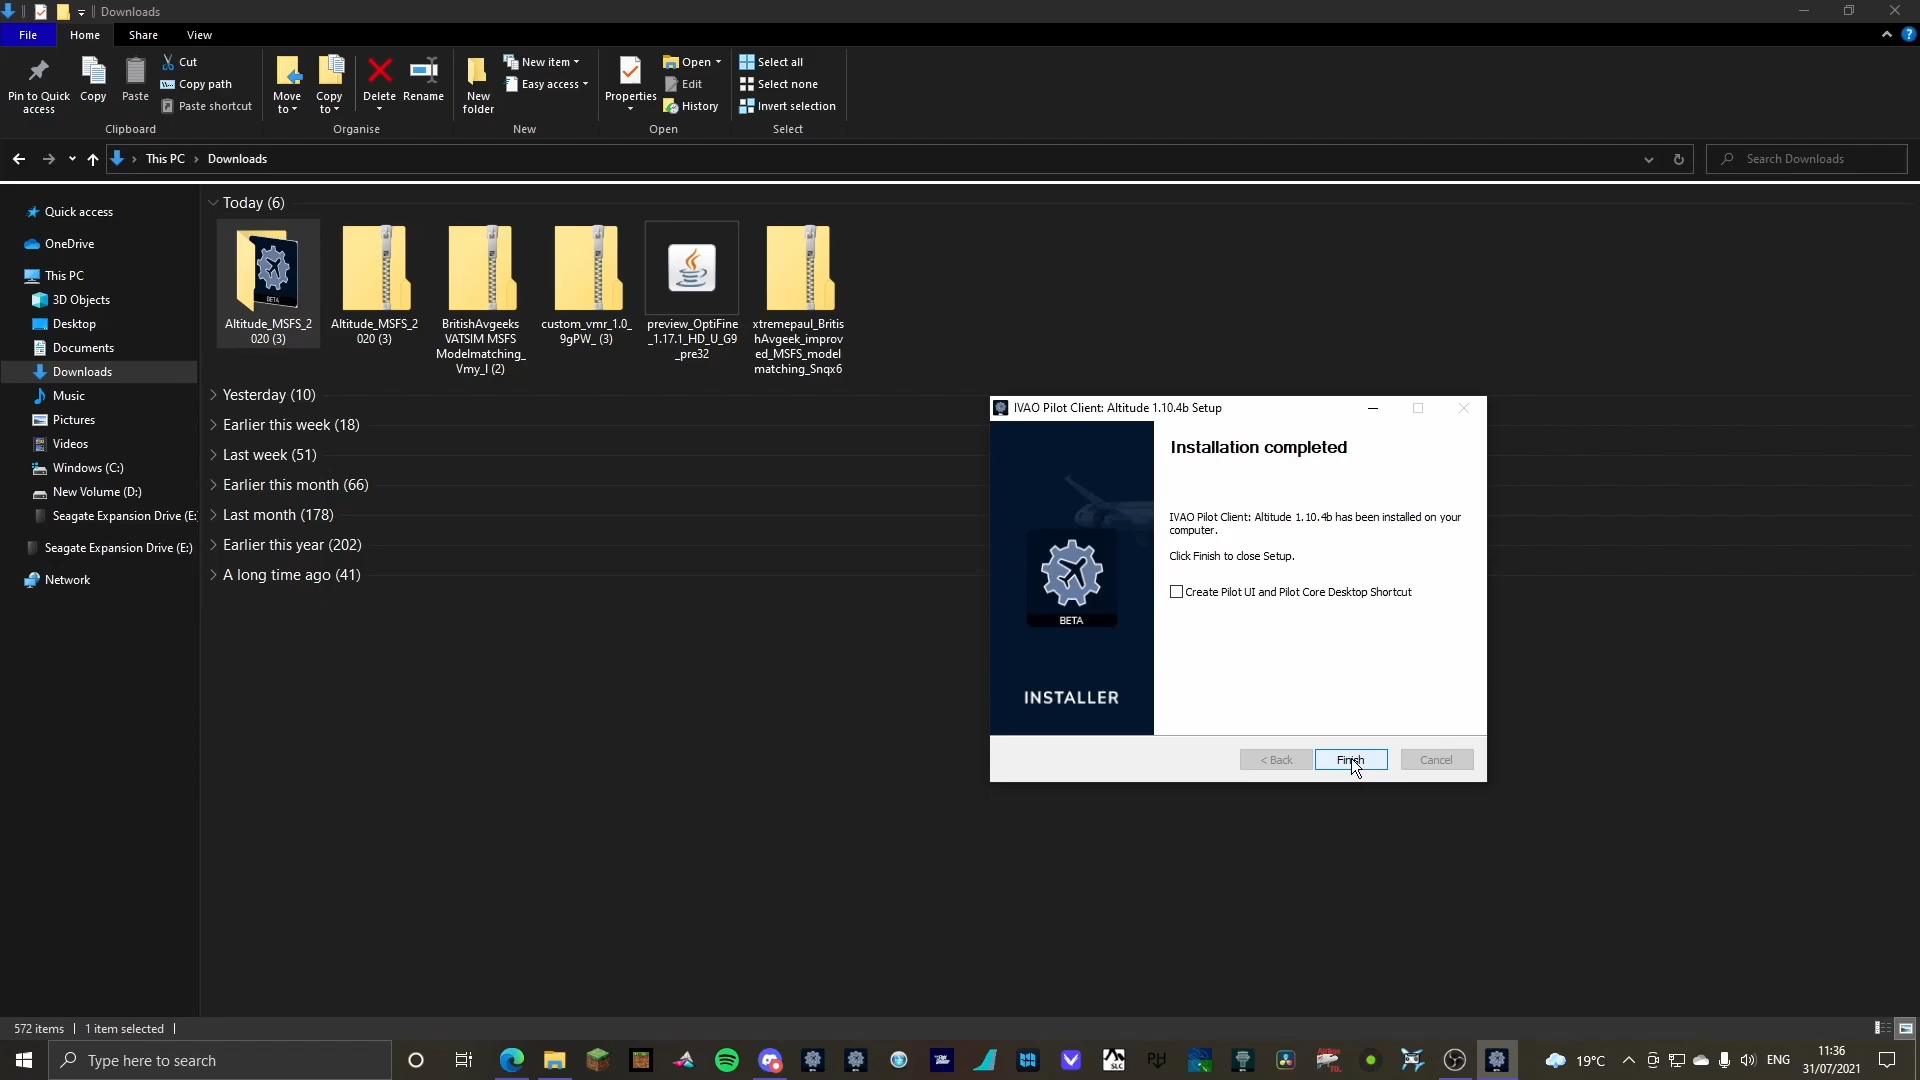 Downloads
File
Home
Share
View
Pin to Quick
access
Copy
Paste
Cut
Copy path
Paste shortcut
Clipboard
Move
to
Copy
to
Delete
Rename
Organise
New
folder
New item
Easy access
New
Properties
Open
Edit
History
Open
Select all
Select none
Invert selection
Select
This PC
Downloads
Search Downloads
Quick access
OneDrive
This PC
3D Objects
Desktop
Documents
Downloads
Music
Pictures
Videos
Windows (C:)
New Volume (D:)
Seagate Expansion Drive (E:
Seagate Expansion Drive (E:)
Network
Today (6)
BETA
Altitude_MSFS_2
020 (3)
Altitude_MSFS_2
020 (3)
BritishAvgeeks
VATSIM MSFS
Modelmatching_
Vmy_I (2)
custom_vmr_1.0_
9gPW_ (3)
preview_OptiFine
_1.17.1_HD_U_G9
_pre32
xtremepaul_Britis
hAvgeek_improv
ed_MSFS_model
matching_Snqx6
Yesterday (10)
Earlier this week (18)
Last week (51)
Earlier this month (66)
Last month (178)
Earlier this year (202)
A long time ago (41)
IVAO Pilot Client: Altitude 1.10.4b Setup
Installation completed
IVAO Pilot Client: Altitude 1.10.4b has been installed on your
computer.
Click Finish to close Setup.
Create Pilot UI and Pilot Core Desktop Shortcut
BETA
INSTALLER
< Back
Finish
Cancel
572 items
1 item selected
Type here to search
SLC
19°C
ENG
11:36
31/07/2021